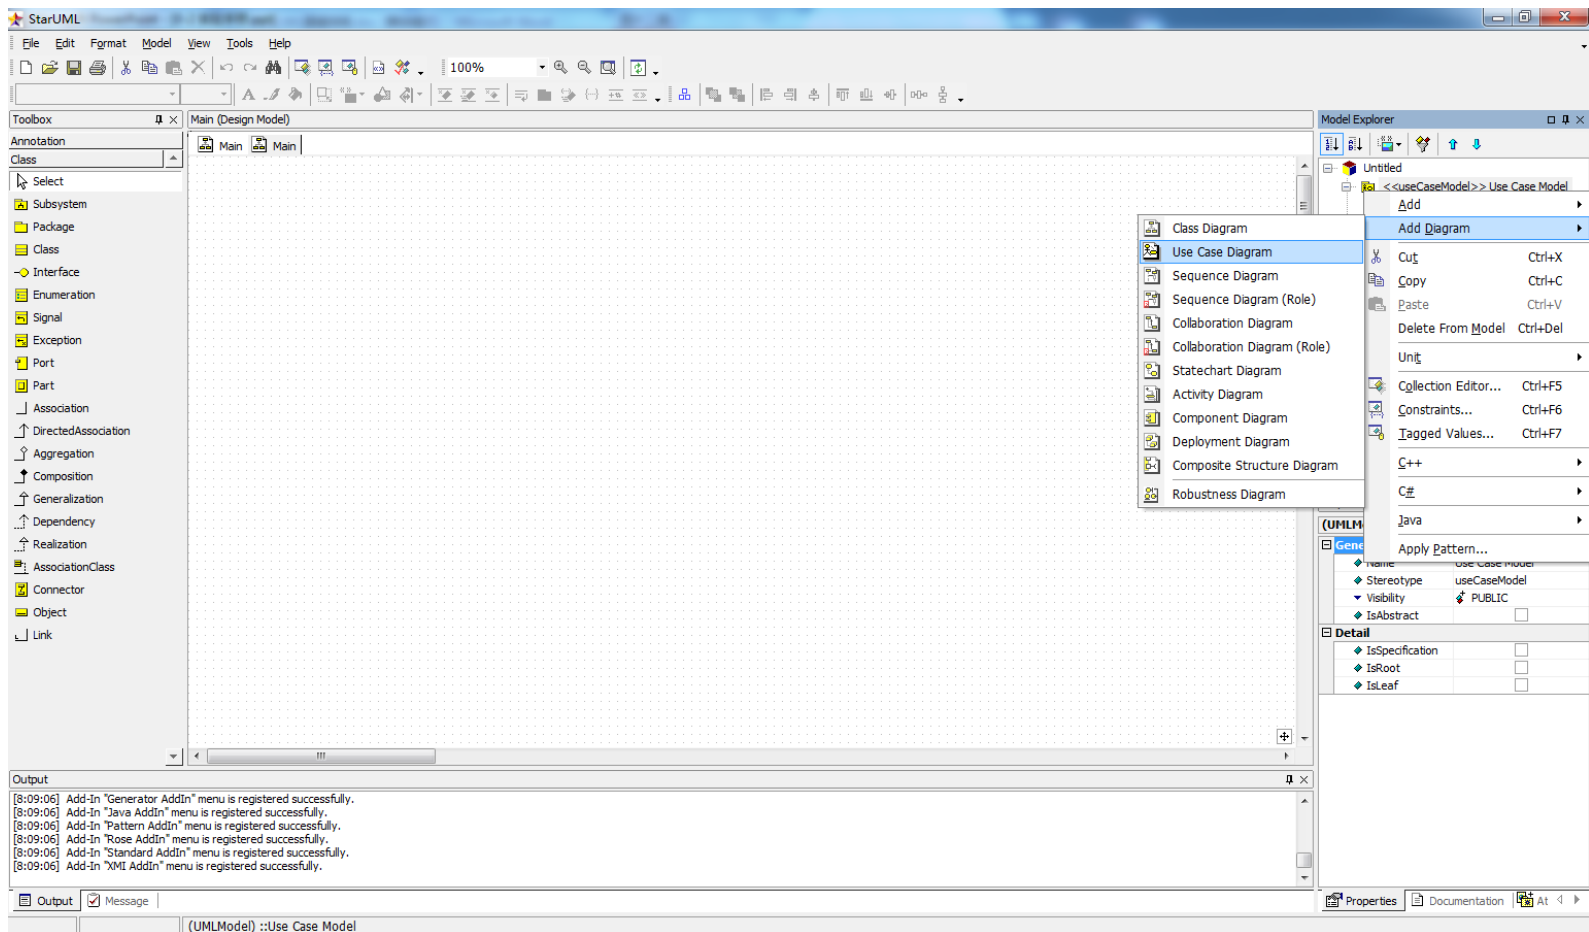 StarUML
File Edit Format Model View Tools Help
100%
Toolbox
Annotation
Class
Select
Subsystem
Package
Class
Interface
Enumeration
Signal
Exception
Port
Part
Association
DirectedAssociation
Aggregation
Composition
Generalization
Dependency
Realization
AssociationClass
Connector
Object
Link
Main (Design Model)
Main Main
Class Diagram
Use Case Diagram
Sequence Diagram
Sequence Diagram (Role)
Collaboration Diagram
Collaboration Diagram (Role)
Statechart Diagram
Activity Diagram
Component Diagram
Deployment Diagram
Composite Structure Diagram
Robustness Diagram
Model Explorer
Untitled
<<useCaseModel>> Use Case Model
Add
Add Diagram
Cut Ctrl+X
Copy Ctrl+C
Paste Ctrl+V
Delete From Model Ctrl+Del
Unit
Collection Editor... Ctrl+F5
Constraints... Ctrl+F6
Tagged Values... Ctrl+F7
C++
C#
Java
Apply Pattern...
(UMLM
Gene
Name Use Case Model
Stereotype useCaseModel
Visibility PUBLIC
IsAbstract
Detail
IsSpecification
IsRoot
IsLeaf
Output
[8:09:06] Add-In "Generator AddIn" menu is registered successfully.
[8:09:06] Add-In "Java AddIn" menu is registered successfully.
[8:09:06] Add-In "Pattern AddIn" menu is registered successfully.
[8:09:06] Add-In "Rose AddIn" menu is registered successfully.
[8:09:06] Add-In "Standard AddIn" menu is registered successfully.
[8:09:06] Add-In "XMI AddIn" menu is registered successfully.
Output Message
Properties Documentation At
(UMLModel) ::Use Case Model